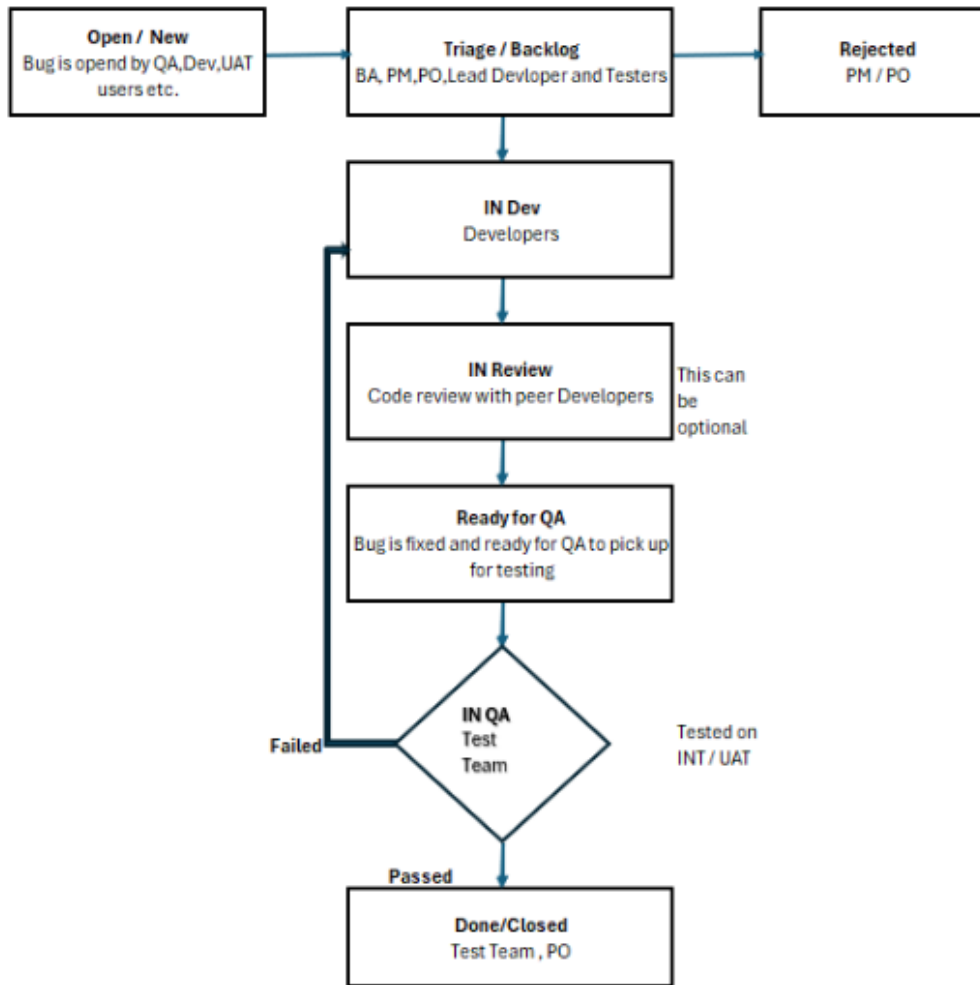 Open / New
Bug is opend by QA,Dev,UAT
users etc.
Triage / Backlog
BA, PM,PO,Lead Devloper and Testers
Rejected
PM / PO
IN Dev
Developers
IN Review
Code review with peer Developers
This can
be
optional
Ready for QA
Bug is fixed and ready for QA to pick up
for testing
IN QA
Test
Team
Failed
Tested on
INT / UAT
Passed
Done/Closed
Test Team , PO